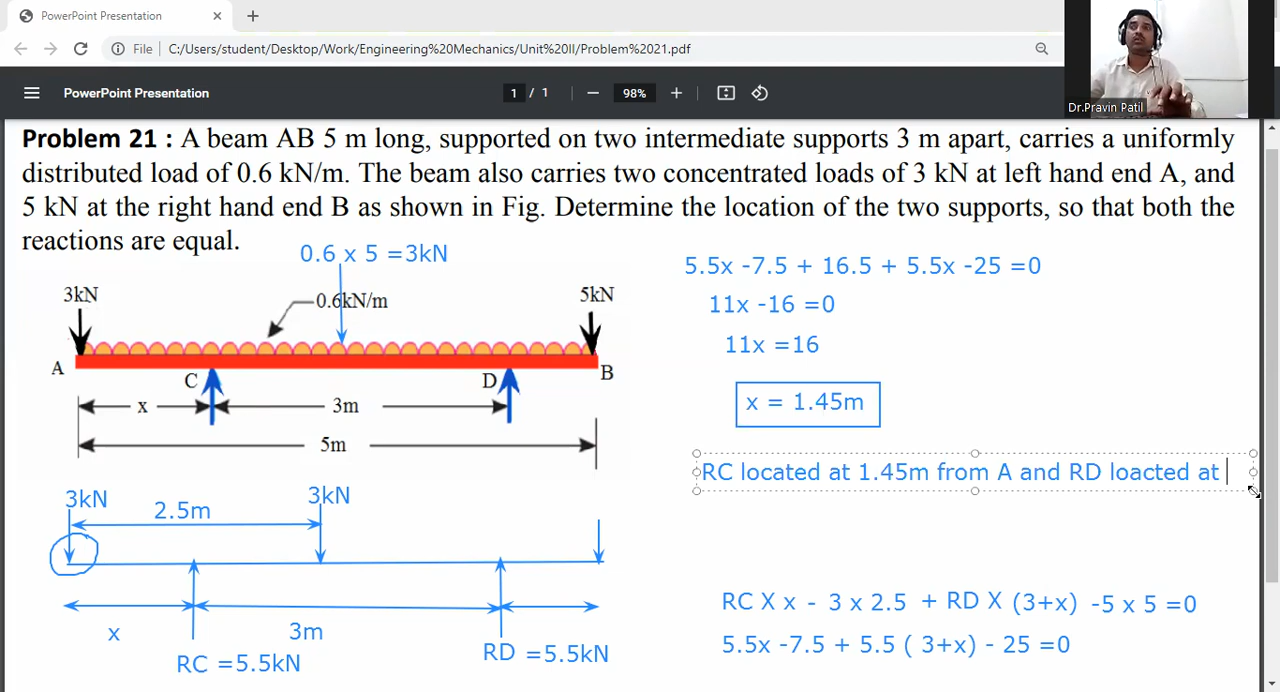 PowerPoint Presentation
File
C:/Users/student/Desktop/Work/Engineering%20Mechanics/Unit%20II/Problem%2021.pdf
PowerPoint Presentation
1 / 1
98%
Dr.Pravin Patil
Problem 21 : A beam AB 5 m long, supported on two intermediate supports 3 m apart, carries a uniformly
distributed load of 0.6 kN/m. The beam also carries two concentrated loads of 3 kN at left hand end A, and
5 kN at the right hand end B as shown in Fig. Determine the location of the two supports, so that both the
reactions are equal.
0.6 x 5 =3kN
3kN
0.6kN/m
5kN
A
C
D
B
x
3m
5m
3kN
2.5m
3kN
x
3m
RC =5.5kN
RD =5.5kN
5.5x -7.5 + 16.5 + 5.5x -25 =0
11x -16 =0
11x =16
x = 1.45m
RC located at 1.45m from A and RD loacted at
RC X x - 3 x 2.5 + RD X (3+x) -5 x 5 =0
5.5x -7.5 + 5.5 ( 3+x) - 25 =0